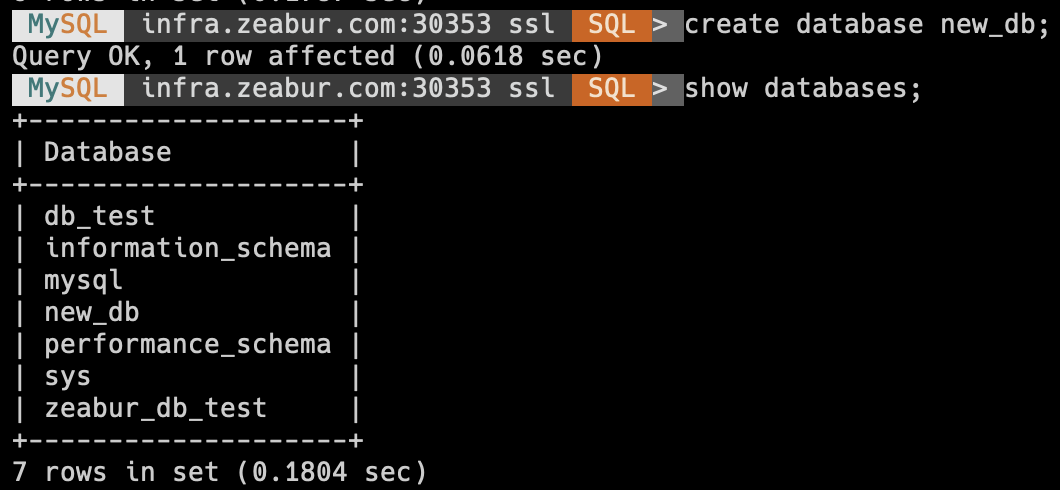 MySQL infra.zeabur.com:30353 ssl SQL > create database new_db;
Query OK, 1 row affected (0.0618 sec)
MySQL infra.zeabur.com:30353 ssl SQL > show databases;
+--------------------+
| Database           |
+--------------------+
| db_test            |
| information_schema |
| mysql              |
| new_db             |
| performance_schema |
| sys                |
| zeabur_db_test     |
+--------------------+
7 rows in set (0.1804 sec)